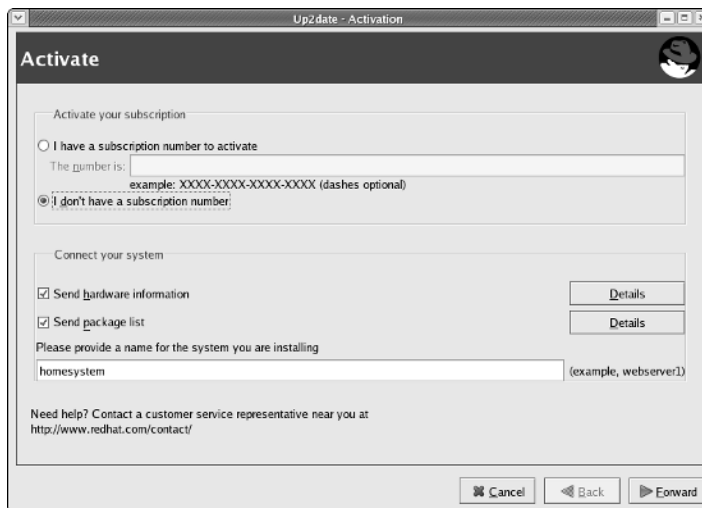 Up2date - Activation
Activate
Activate your subscription
I have a subscription number to activate
The number is:
example: XXXX-XXXX-XXXX-XXXX (dashes optional)
I don't have a subscription number
Connect your system
Send hardware information
Details
Send package list
Details
Please provide a name for the system you are installing
homesystem
(example, webserver1)
Need help? Contact a customer service representative near you at
http://www.redhat.com/contact/
Cancel
Back
Forward